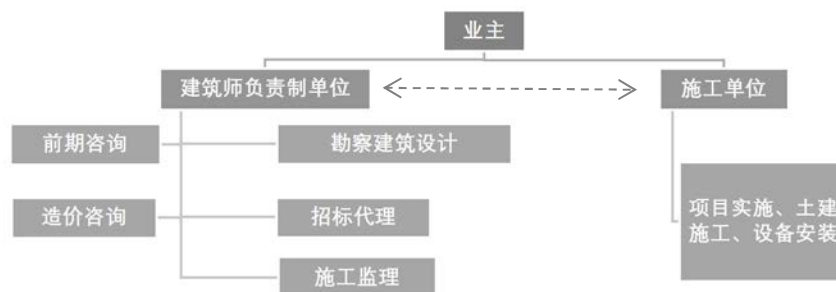 业主
建筑师负责制单位
施工单位
前期咨询
勘察建筑设计
造价咨询
招标代理
项目实施、土建
施工、设备安装
施工监理